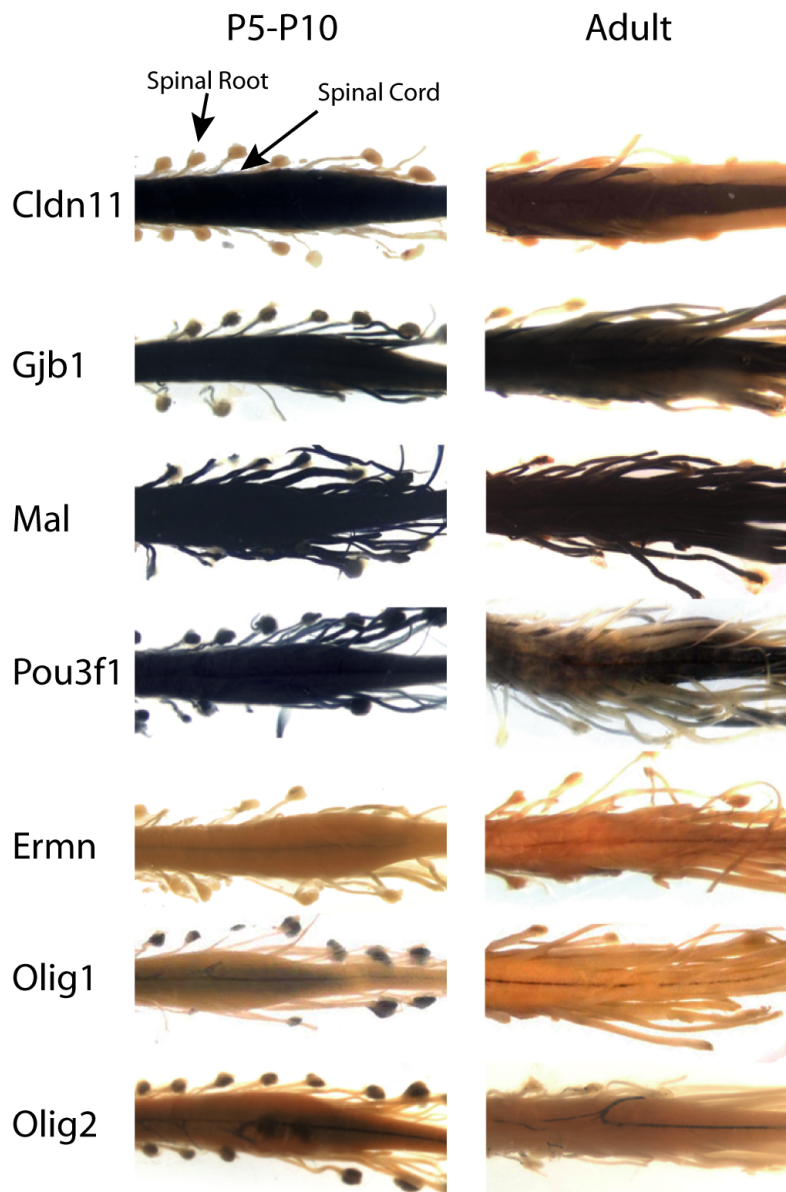 P5-P10 Adult
Spinal Root
Spinal Cord
Cldn11
Gjb1
Mal
Pou3f1
Ermn
Olig1
Olig2